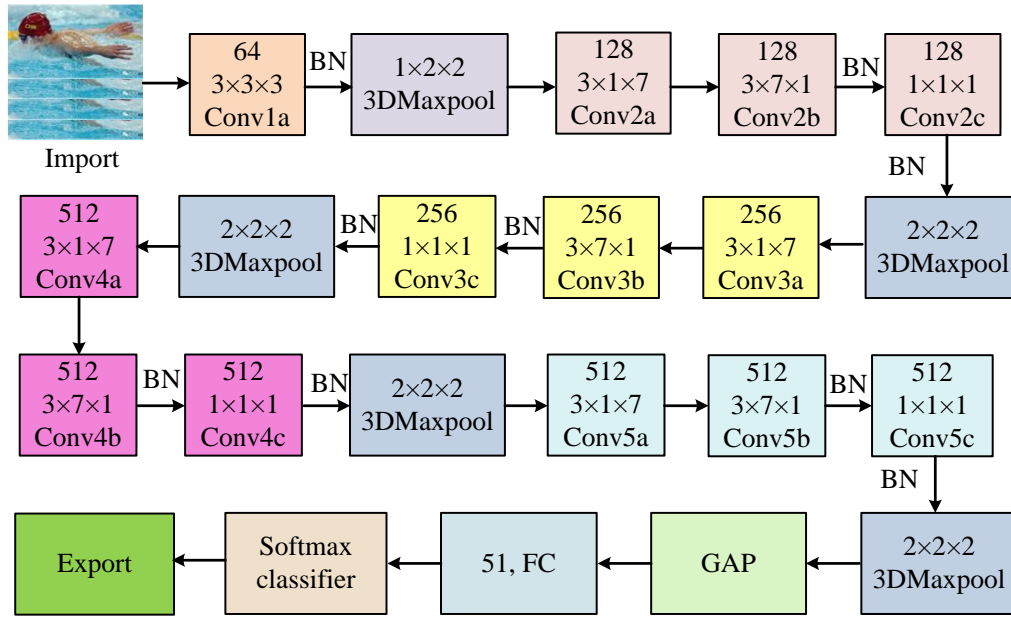 64
3×3×3
Conv1a
BN
1×2×2
3DMaxpool
128
3×1×7
Conv2a
128
3×7×1
Conv2b
BN
128
1×1×1
Conv2c
Import
BN
512
3×1×7
Conv4a
2×2×2
3DMaxpool
BN
256
1×1×1
Conv3c
BN
256
3×7×1
Conv3b
256
3×1×7
Conv3a
2×2×2
3DMaxpool
512
3×7×1
Conv4b
BN
512
1×1×1
Conv4c
BN
2×2×2
3DMaxpool
512
3×1×7
Conv5a
512
3×7×1
Conv5b
BN
512
1×1×1
Conv5c
BN
Export
Softmax
classifier
51, FC
GAP
2×2×2
3DMaxpool